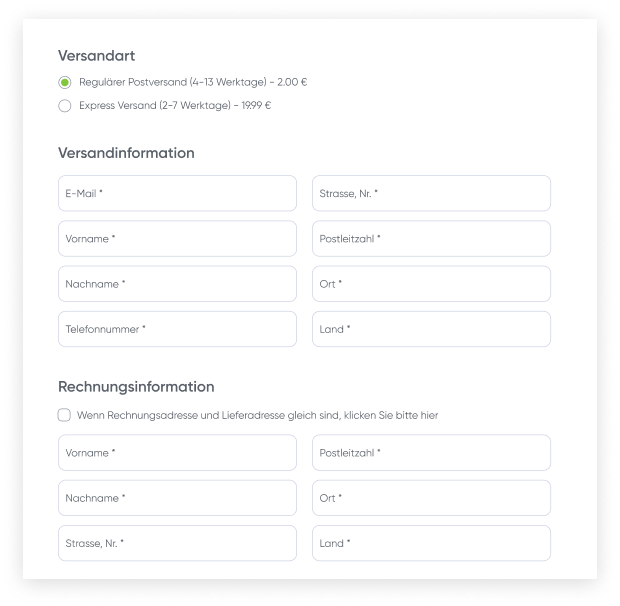 Versandart
Regulärer Postversand (4-13 Werktage) - 2.00 €
Express Versand (2-7 Werktage) - 19.99 €
Versandinformation
E-Mail *
Strasse, Nr. *
Vorname *
Postleitzahl *
Nachname *
Ort *
Telefonnummer *
Land *
Rechnungsinformation
Wenn Rechnungsadresse und Lieferadresse gleich sind, klicken Sie bitte hier
Vorname *
Postleitzahl *
Nachname *
Ort *
Strasse, Nr. *
Land *